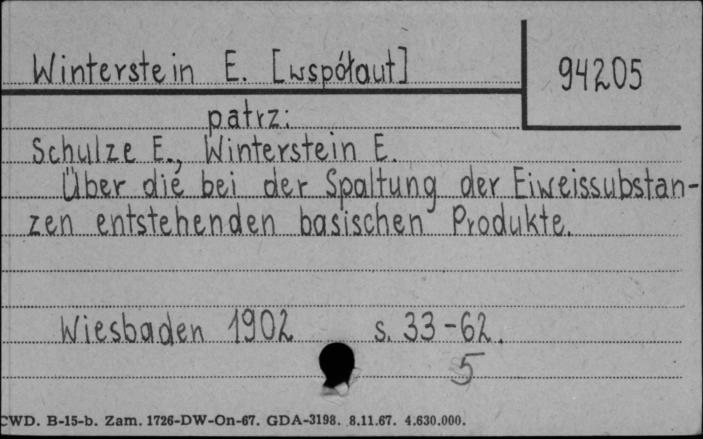 Winterstein E. [współaut]
94205
patrz:
Schulze E., Winterstein E.
Über die bei der Spaltung der Eiweissubstan-
zen entstehenden basischen Produkte.
Wiesbaden 1902 s. 33-62.
5
CWD. B-15-b. Zam. 1726-DW-On-67. GDA-3198. 8.11.67. 4.630.000.